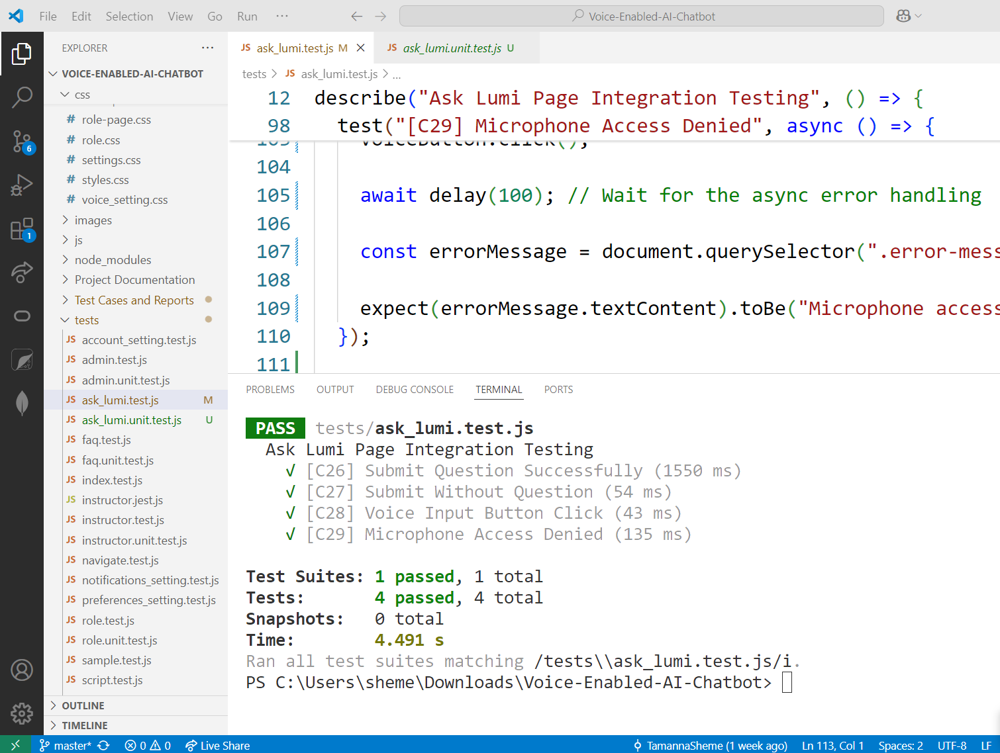 File Edit Selection View Go Run ···
Voice-Enabled-AI-Chatbot
EXPLORER ···
VOICE-ENABLED-AI-CHATBOT
css
# role-page.css
# role.css
# settings.css
# styles.css
# voice_setting.css
images
js
node_modules
Project Documentation
Test Cases and Reports
tests
JS account_setting.test.js
JS admin.test.js
JS admin.unit.test.js
JS ask_lumi.test.js M
JS ask_lumi.unit.test.js U
JS faq.test.js
JS faq.unit.test.js
JS index.test.js
JS instructor.jest.js
JS instructor.test.js
JS instructor.unit.test.js
JS navigate.test.js
JS notifications_setting.test.js
JS preferences_setting.test.js
JS role.test.js
JS role.unit.test.js
JS sample.test.js
JS script.test.js
OUTLINE
TIMELINE
6
1
JS ask_lumi.test.js M
JS ask_lumi.unit.test.js U
tests > JS ask_lumi.test.js > ...
12 describe("Ask Lumi Page Integration Testing", () => {
98 test("[C29] Microphone Access Denied", async () => {
103 voiceButton.click();
104
105 await delay(100); // Wait for the async error handling
106
107 const errorMessage = document.querySelector(".error-mess
108
109 expect(errorMessage.textContent).toBe("Microphone access
110 });
111
PROBLEMS OUTPUT DEBUG CONSOLE TERMINAL PORTS
PASS tests/ask_lumi.test.js
Ask Lumi Page Integration Testing
√ [C26] Submit Question Successfully (1550 ms)
√ [C27] Submit Without Question (54 ms)
√ [C28] Voice Input Button Click (43 ms)
√ [C29] Microphone Access Denied (135 ms)
Test Suites: 1 passed, 1 total
Tests: 4 passed, 4 total
Snapshots: 0 total
Time: 4.491 s
Ran all test suites matching /tests\\ask_lumi.test.js/i.
PS C:\Users\sheme\Downloads\Voice-Enabled-AI-Chatbot>
master* 0 0 Live Share TamannaSheme (1 week ago) Ln 113, Col 1 Spaces: 2 UTF-8 LF